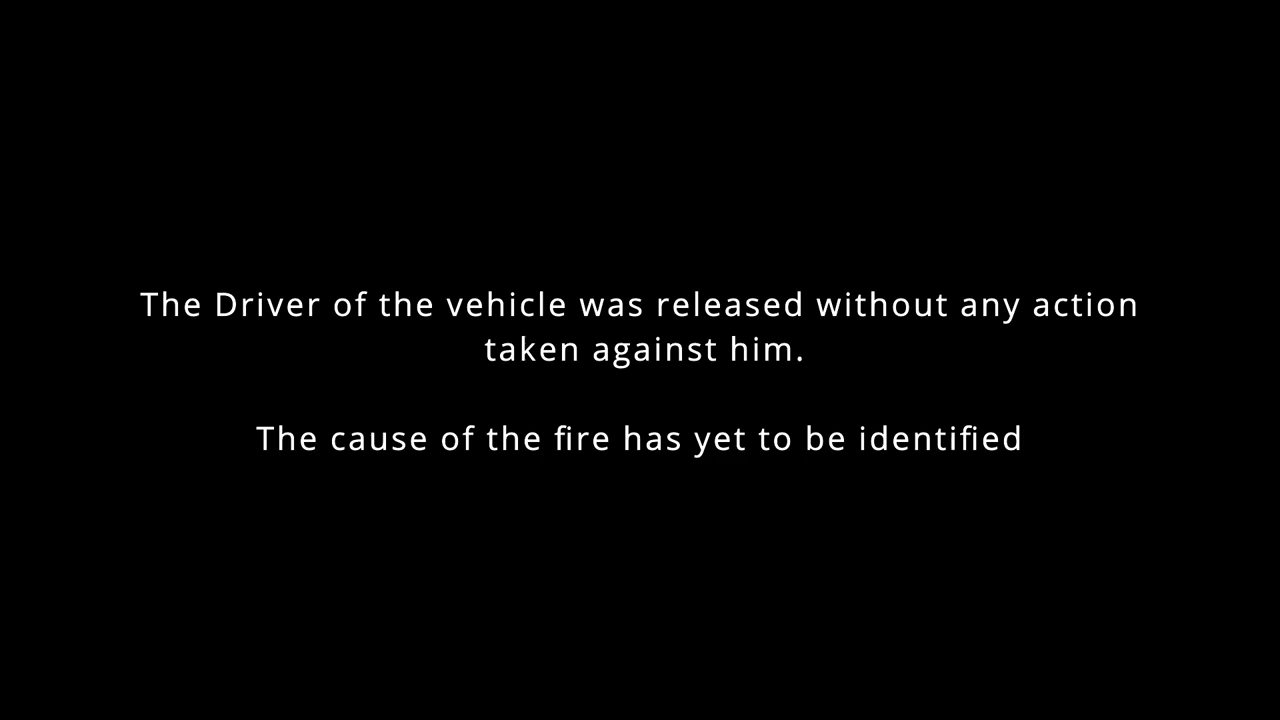 The Driver of the vehicle was released without any action
taken against him.
The cause of the fire has yet to be identified